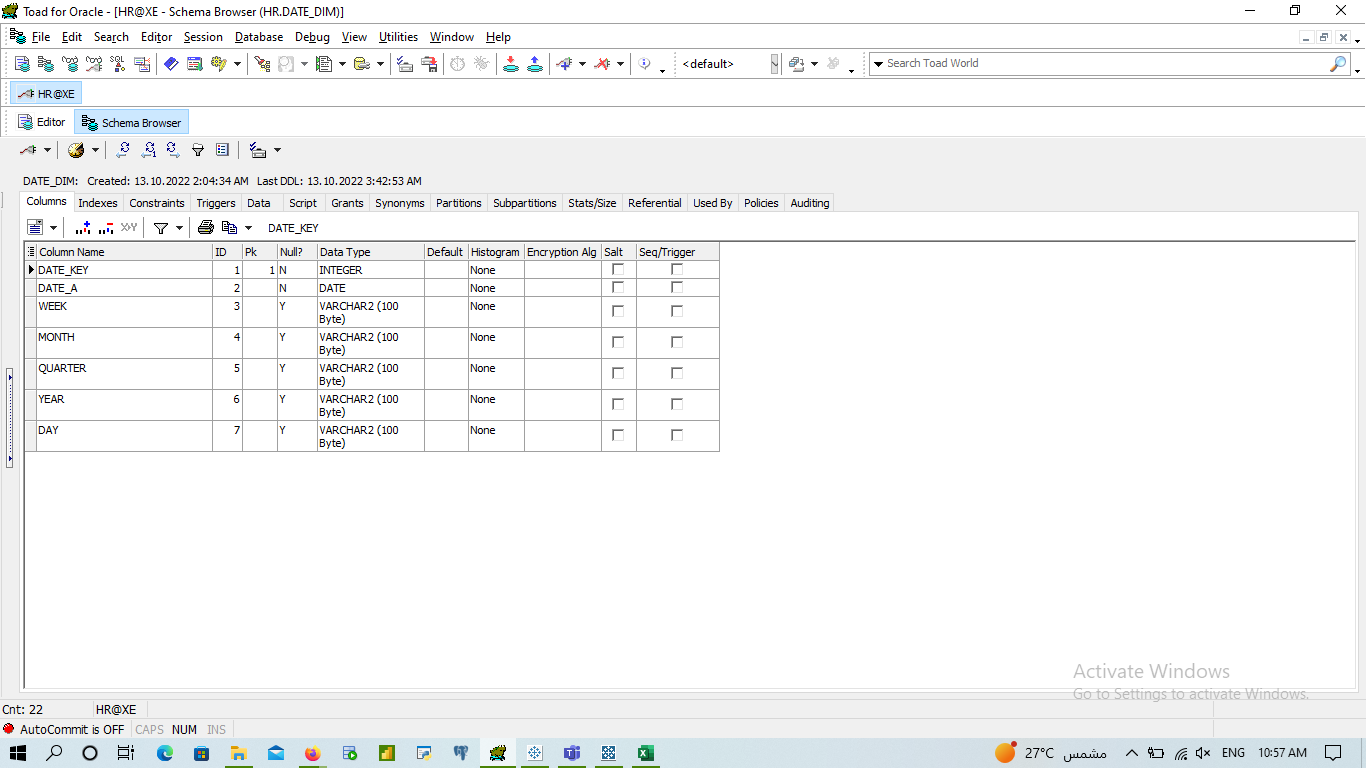 Toad for Oracle - [HR@XE - Schema Browser (HR.DATE_DIM)]
File Edit Search Editor Session Database Debug View Utilities Window Help
SQL <default> Search Toad World
HR@XE
Editor Schema Browser
DATE_DIM: Created: 13.10.2022 2:04:34 AM Last DDL: 13.10.2022 3:42:53 AM
Columns Indexes Constraints Triggers Data Script Grants Synonyms Partitions Subpartitions Stats/Size Referential Used By Policies Auditing
DATE_KEY
Column Name ID Pk Null? Data Type Default Histogram Encryption Alg Salt Seq/Trigger
DATE_KEY 1 1 N INTEGER None
DATE_A 2 N DATE None
WEEK 3 Y VARCHAR2 (100 None
Byte)
MONTH 4 Y VARCHAR2 (100 None
Byte)
QUARTER 5 Y VARCHAR2 (100 None
Byte)
YEAR 6 Y VARCHAR2 (100 None
Byte)
DAY 7 Y VARCHAR2 (100 None
Byte)
Activate Windows
Go to Settings to activate Windows.
Cnt: 22 HR@XE
AutoCommit is OFF CAPS NUM INS
27°C مشمس ENG 10:57 AM